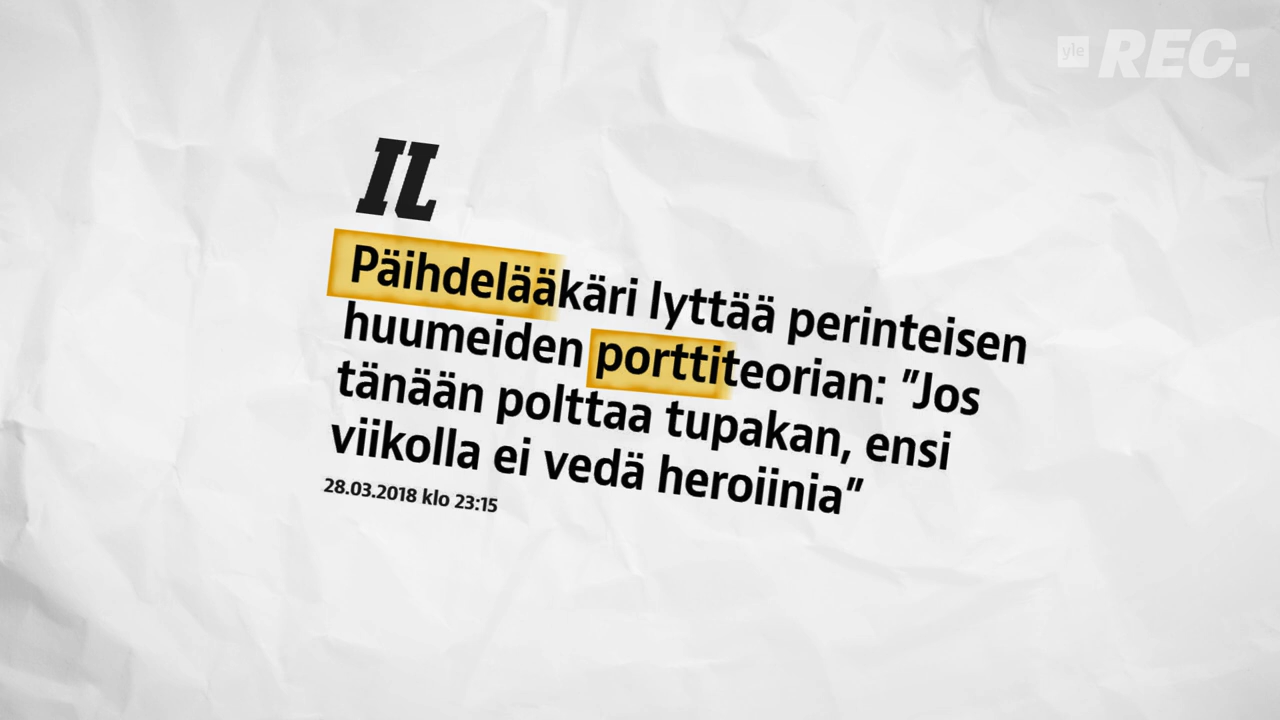 yle REC.
IL
Päihdelääkäri lyttää perinteisen
huumeiden porttiteorian: "Jos
tänään polttaa tupakan, ensi
viikolla ei vedä heroiinia"
28.03.2018 klo 23:15